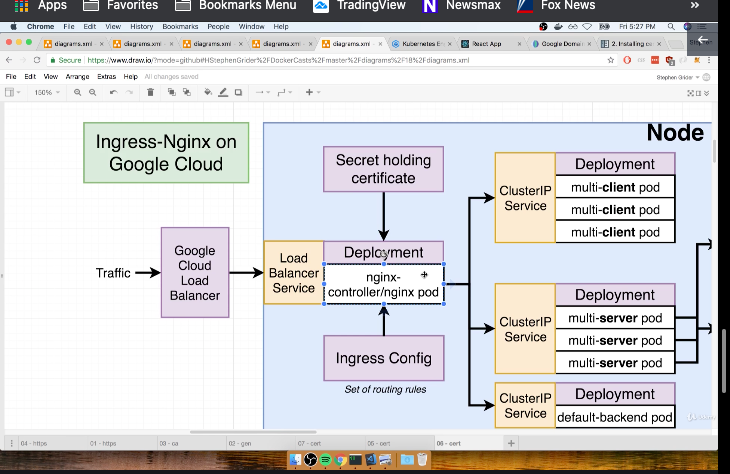 Apps Favorites Bookmarks Menu TradingView Newsmax Fox News
Chrome File Edit View History Bookmarks People Window Help Fri 5:27 PM
diagrams.xml diagrams.xml diagrams.xml diagrams.xml diagrams.xml Kubernetes En React App Google Domai 2. Installing ce
Secure https://www.draw.io/?mode=github#HStephenGrider%2FDockerCasts%2Fmaster%2Fdiagrams%2F18%2Fdiagrams.xml
Stephen Grider
File Edit View Arrange Extras Help All changes saved
150%
Ingress-Nginx on
Google Cloud
Node
Secret holding
certificate
Deployment
nginx-
controller/nginx pod
Ingress Config
Set of routing rules
Traffic
Google
Cloud
Load
Balancer
Load
Balancer
Service
ClusterIP
Service
Deployment
multi-client pod
multi-client pod
multi-client pod
ClusterIP
Service
Deployment
multi-server pod
multi-server pod
multi-server pod
ClusterIP
Service
Deployment
default-backend pod
04 - https 01 - https 03 - ca 02 - gen 07 - cert 05 - cert 06 - cert